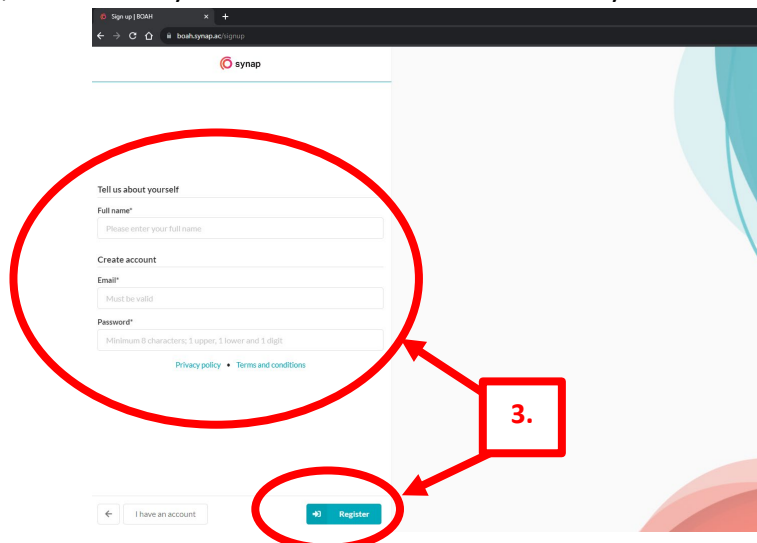 Sign up | BOAH
boah.synap.ac/signup
synap
Tell us about yourself
Full name*
Please enter your full name
Create account
Email*
Must be valid
Password*
Minimum 8 characters; 1 upper, 1 lower and 1 digit
Privacy policy • Terms and conditions
3.
I have an account
Register